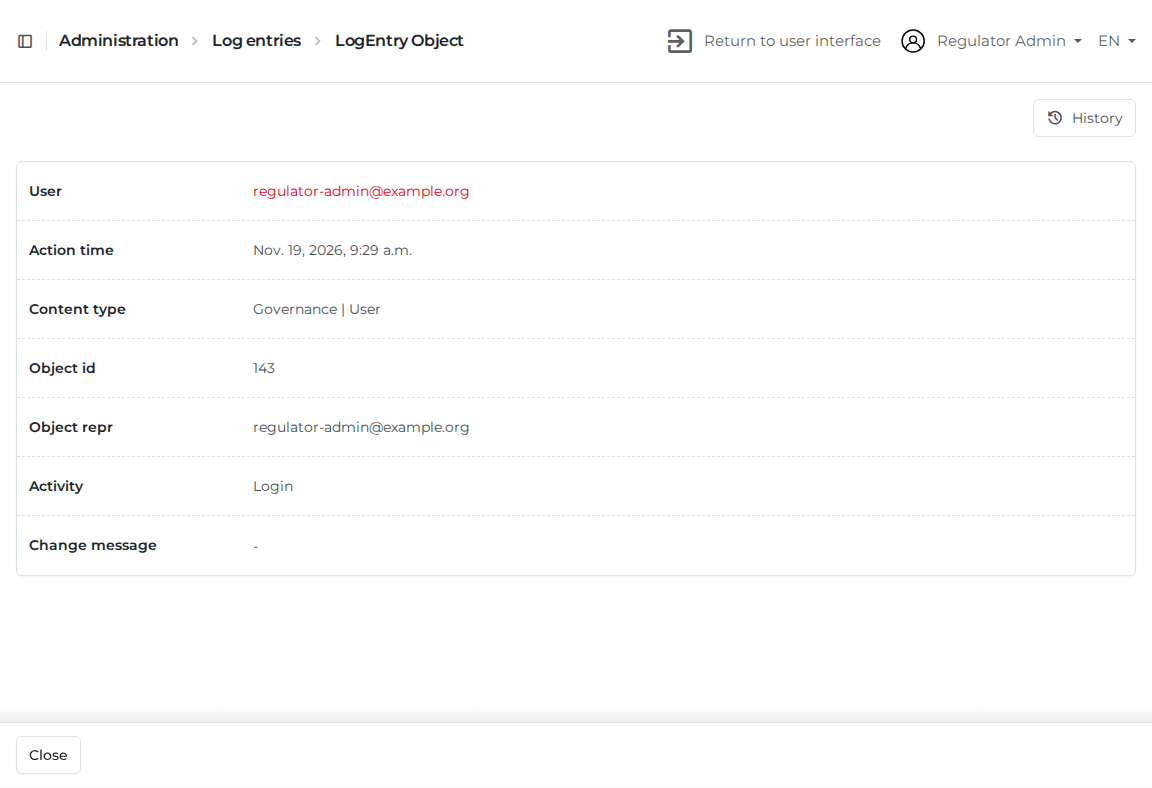 Administration > Log entries > LogEntry Object Return to user interface Regulator Admin EN
History
User regulator-admin@example.org
Action time Nov. 19, 2026, 9:29 a.m.
Content type Governance | User
Object id 143
Object repr regulator-admin@example.org
Activity Login
Change message -
Close